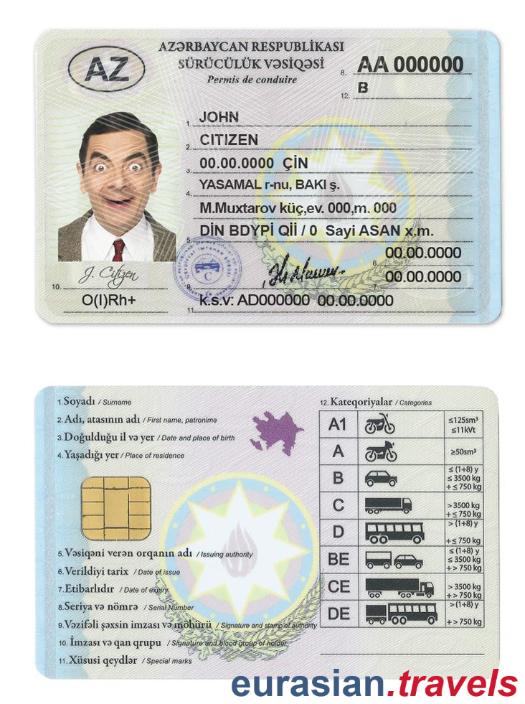 AZ
AZƏRBAYCAN RESPUBLİKASI
SÜRÜCÜLÜK VƏSİQƏSİ
Permis de conduire
8. AA 000000
12. B
1. JOHN
2. CITIZEN
3. 00.00.0000 ÇİN
4. YASAMAL r-nu, BAKI ş.
M.Muxtarov küç,ev. 000,m. 000
5. DİN BDYPİ Qİİ / 0 Sayi ASAN x.m.
6. 00.00.0000
7. 00.00.0000
J. Citizen
10. O(I)Rh+
9.
11. k.s.v: AD000000 00.00.0000
1. Soyadı / Surname
2. Adı, atasının adı / First name, patronime
3. Doğulduğu il və yer / Date and place of birth
4. Yaşadığı yer / Place of residence
5. Vəsiqəni verən orqanın adı / Issuing authority
6. Verildiyi tarix / Date of issue
7. Etibarlıdır / Date of expiry
8. Seriya və nömrə / Serial Number
9. Vəzifəli şəxsin imzası və möhürü / Signature and stamp of authority
10. İmzası və qan qrupu / Signature and blood group of holder
11. Xüsusi qeydlər / Special marks
12. Kateqoriyalar / Categories
A1 ≤125sm³ ≤11kVt
A ≥50sm³
B ≤ (1+8) y ≤ 3500 kg + ≤ 750 kg
C > 3500 kg + ≤ 750 kg
D > (1+8) y + ≤ 750 kg
BE ≤ (1+8) y ≤ 3500 kg + > 750 kg
CE > 3500 kg + > 750 kg
DE > (1+8) y + > 750 kg
eurasian.travels